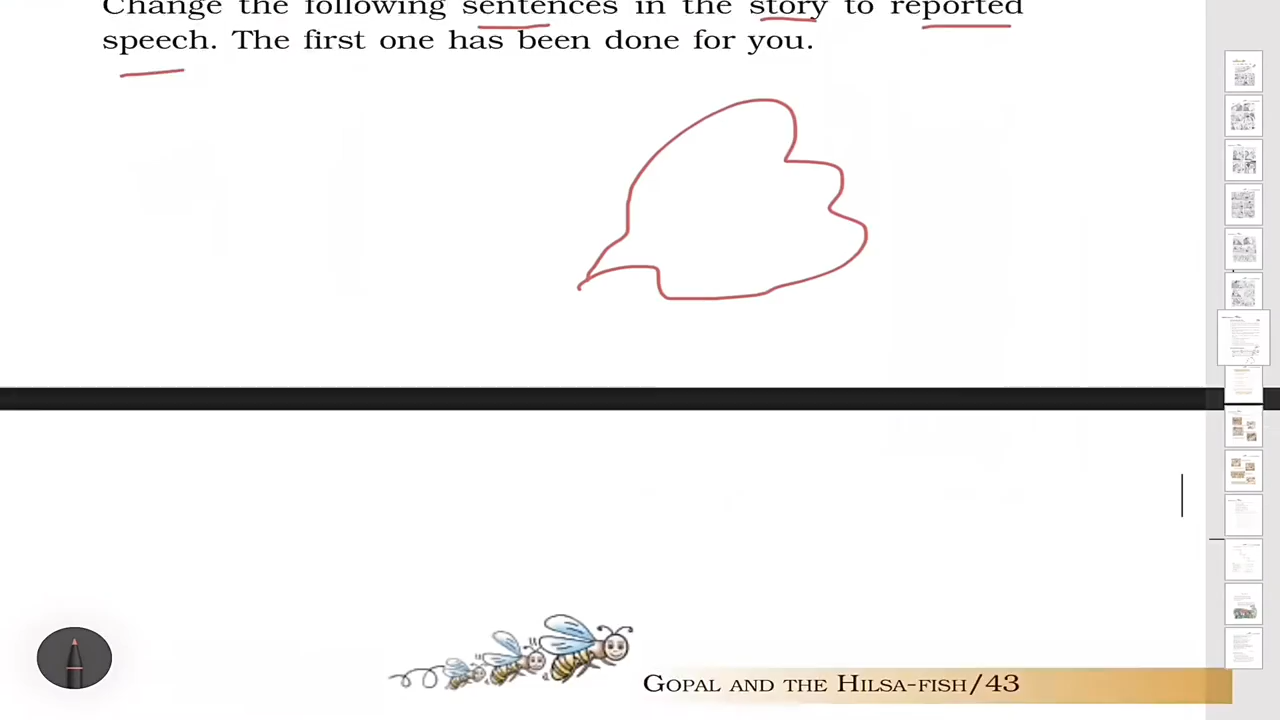 Change the following sentences in the story to reported
speech. The first one has been done for you.
GOPAL AND THE HILSA-FISH/43